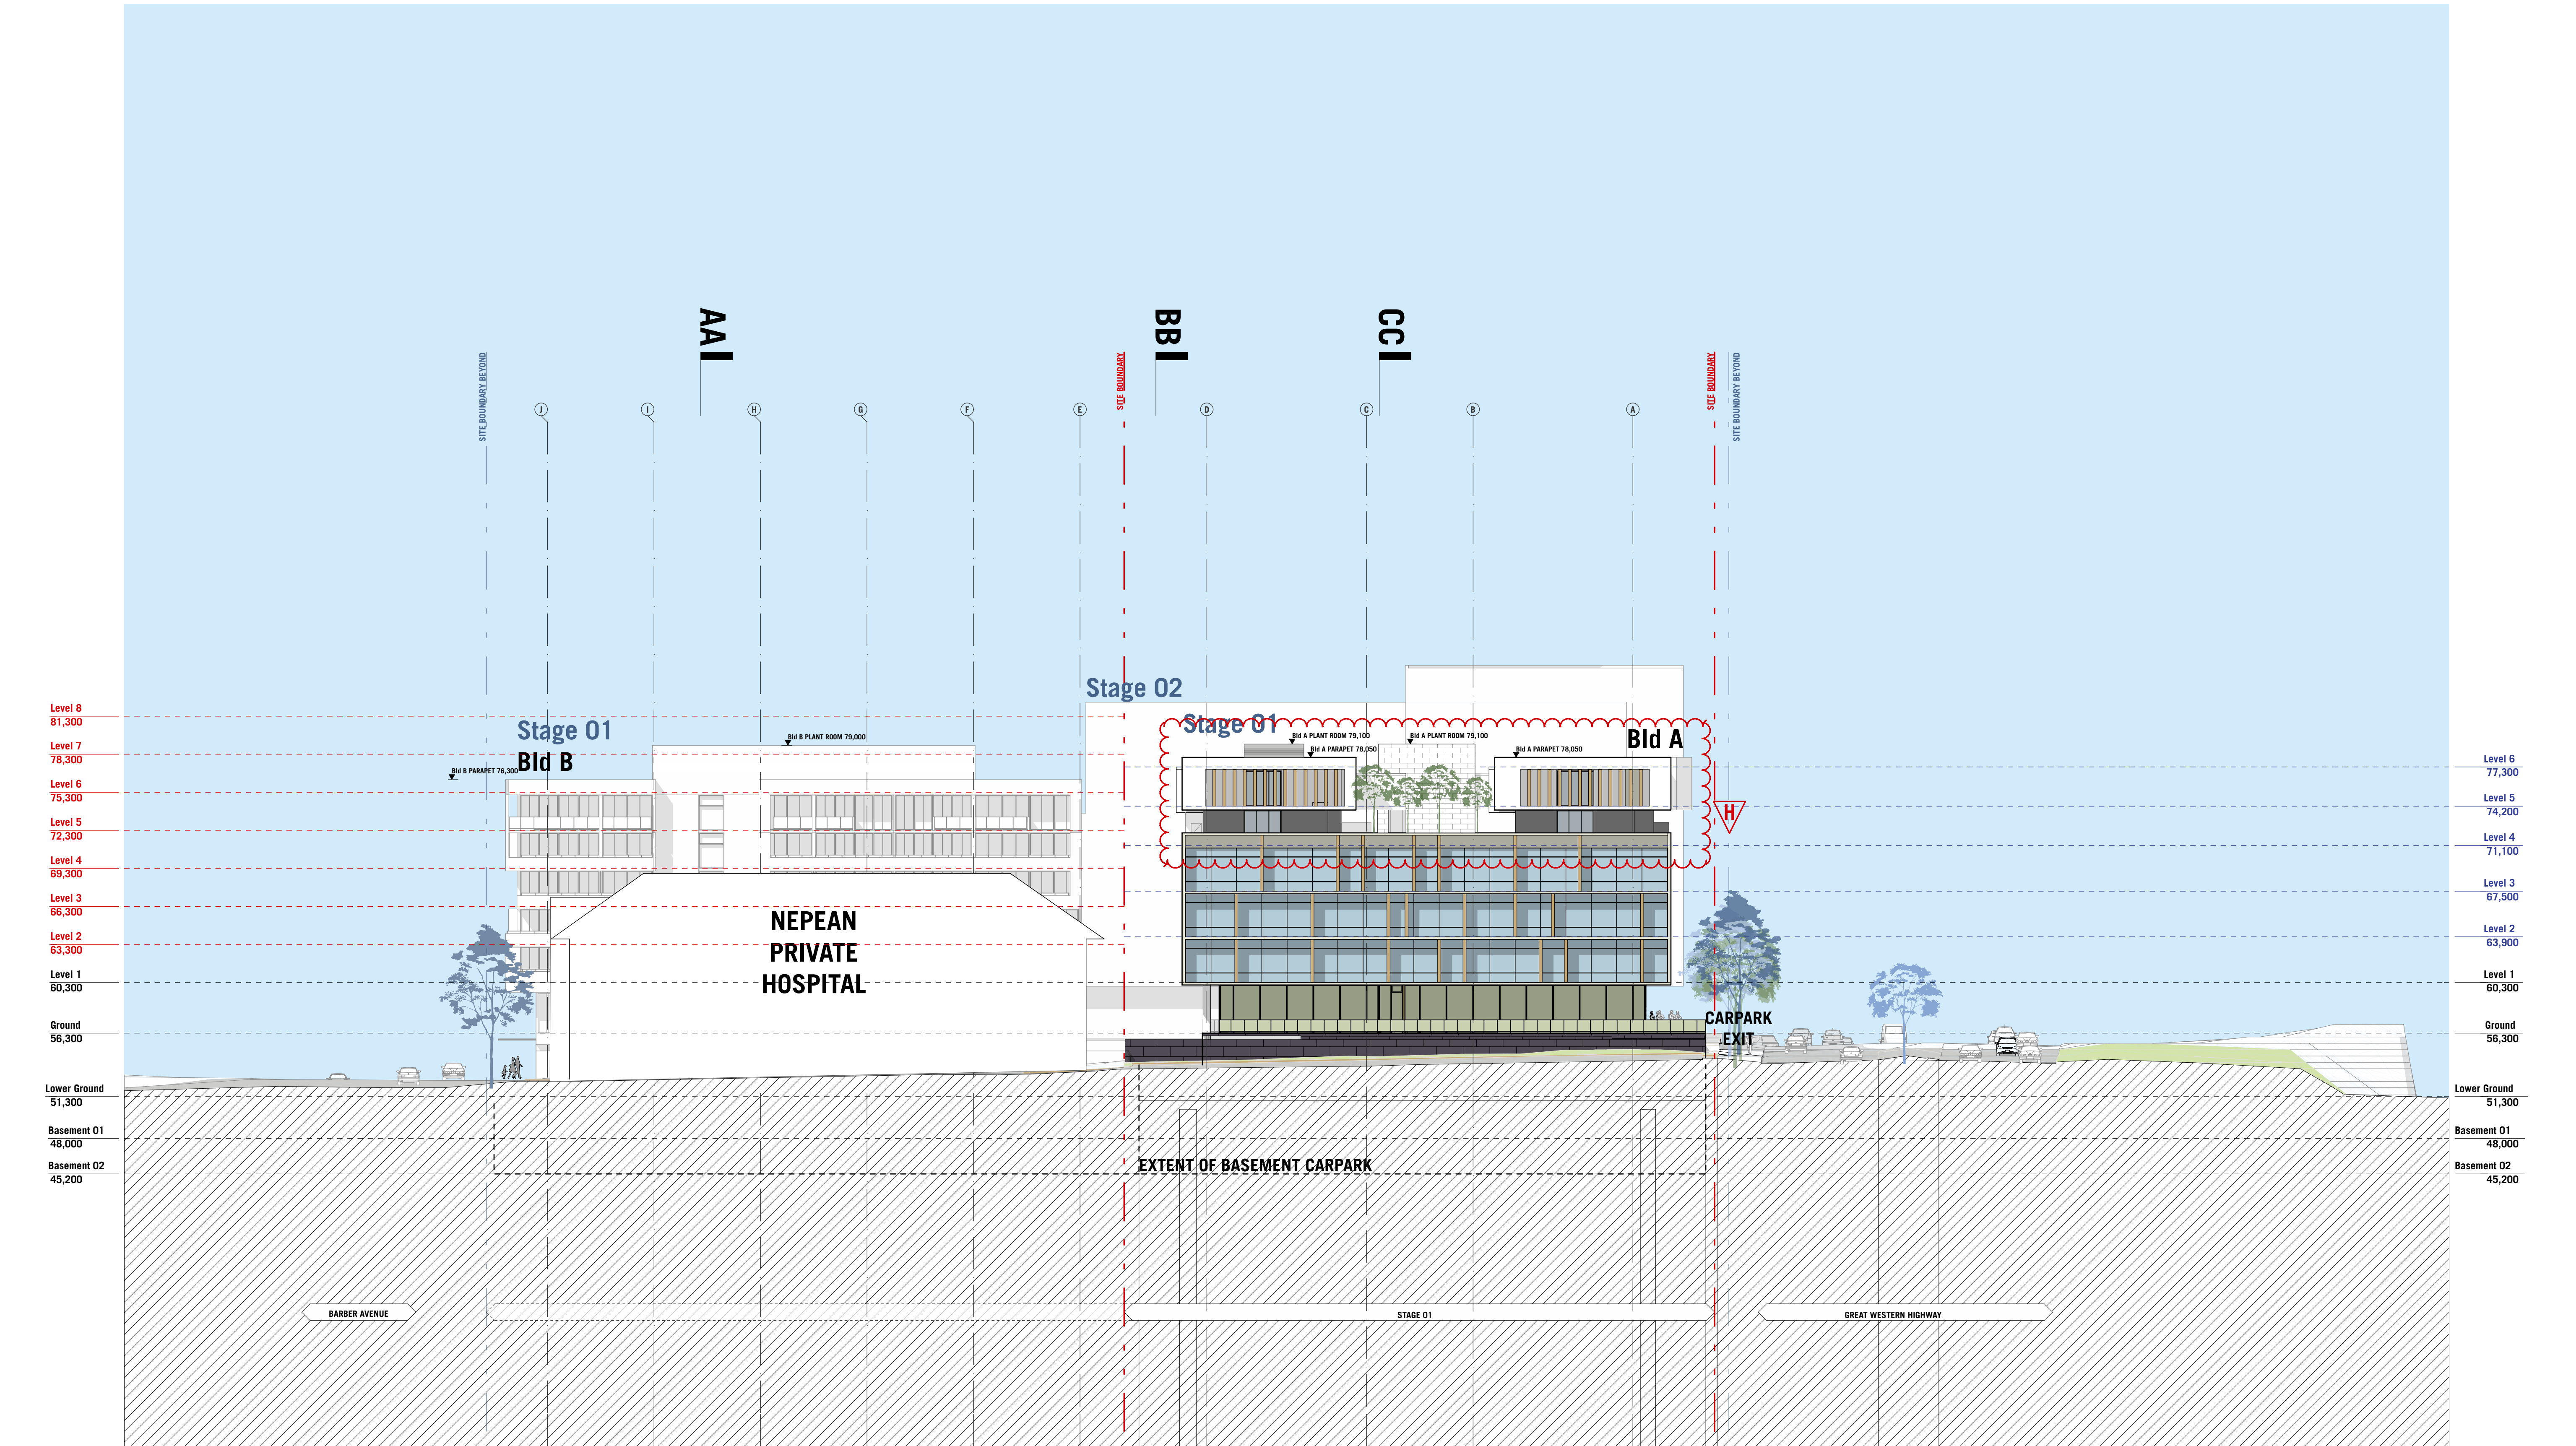 AA
BB
CC
SITE BOUNDARY BEYOND
SITE BOUNDARY
SITE BOUNDARY
SITE BOUNDARY BEYOND
J
I
H
G
F
E
D
C
B
A
Stage 02
Stage 01
Bld B
Stage 01
Bld A
Bld B PLANT ROOM 79,000
Bld B PARAPET 76,300
Bld A PLANT ROOM 79,100
Bld A PLANT ROOM 79,100
Bld A PARAPET 78,050
Bld A PARAPET 78,050
H
Level 8
81,300
Level 7
78,300
Level 6
75,300
Level 5
72,300
Level 4
69,300
Level 3
66,300
Level 2
63,300
Level 1
60,300
Ground
56,300
Lower Ground
51,300
Basement 01
48,000
Basement 02
45,200
NEPEAN
PRIVATE
HOSPITAL
CARPARK
EXIT
EXTENT OF BASEMENT CARPARK
Level 6
77,300
Level 5
74,200
Level 4
71,100
Level 3
67,500
Level 2
63,900
Level 1
60,300
Ground
56,300
Lower Ground
51,300
Basement 01
48,000
Basement 02
45,200
BARBER AVENUE
STAGE 01
GREAT WESTERN HIGHWAY